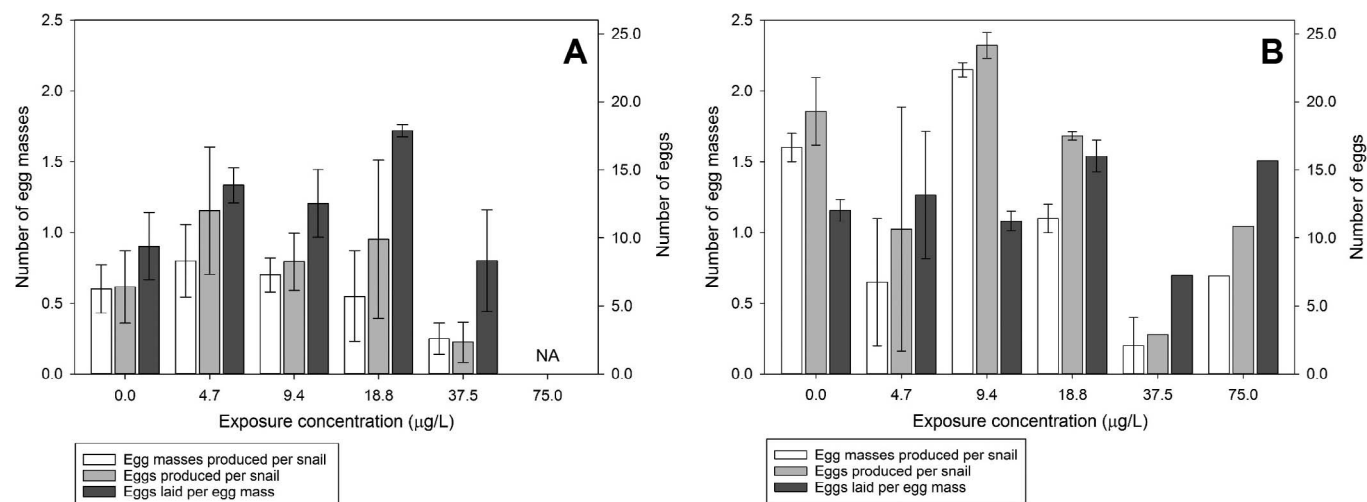 A
2.5
2.0
1.5
1.0
0.5
0.0
Number of egg masses
25.0
20.0
15.0
10.0
5.0
0.0
Number of eggs
NA
0.0 4.7 9.4 18.8 37.5 75.0
Exposure concentration (µg/L)
Egg masses produced per snail
Eggs produced per snail
Eggs laid per egg mass
B
2.5
2.0
1.5
1.0
0.5
0.0
Number of egg masses
25.0
20.0
15.0
10.0
5.0
0.0
Number of eggs
0.0 4.7 9.4 18.8 37.5 75.0
Exposure concentration (µg/L)
Egg masses produced per snail
Eggs produced per snail
Eggs laid per egg mass